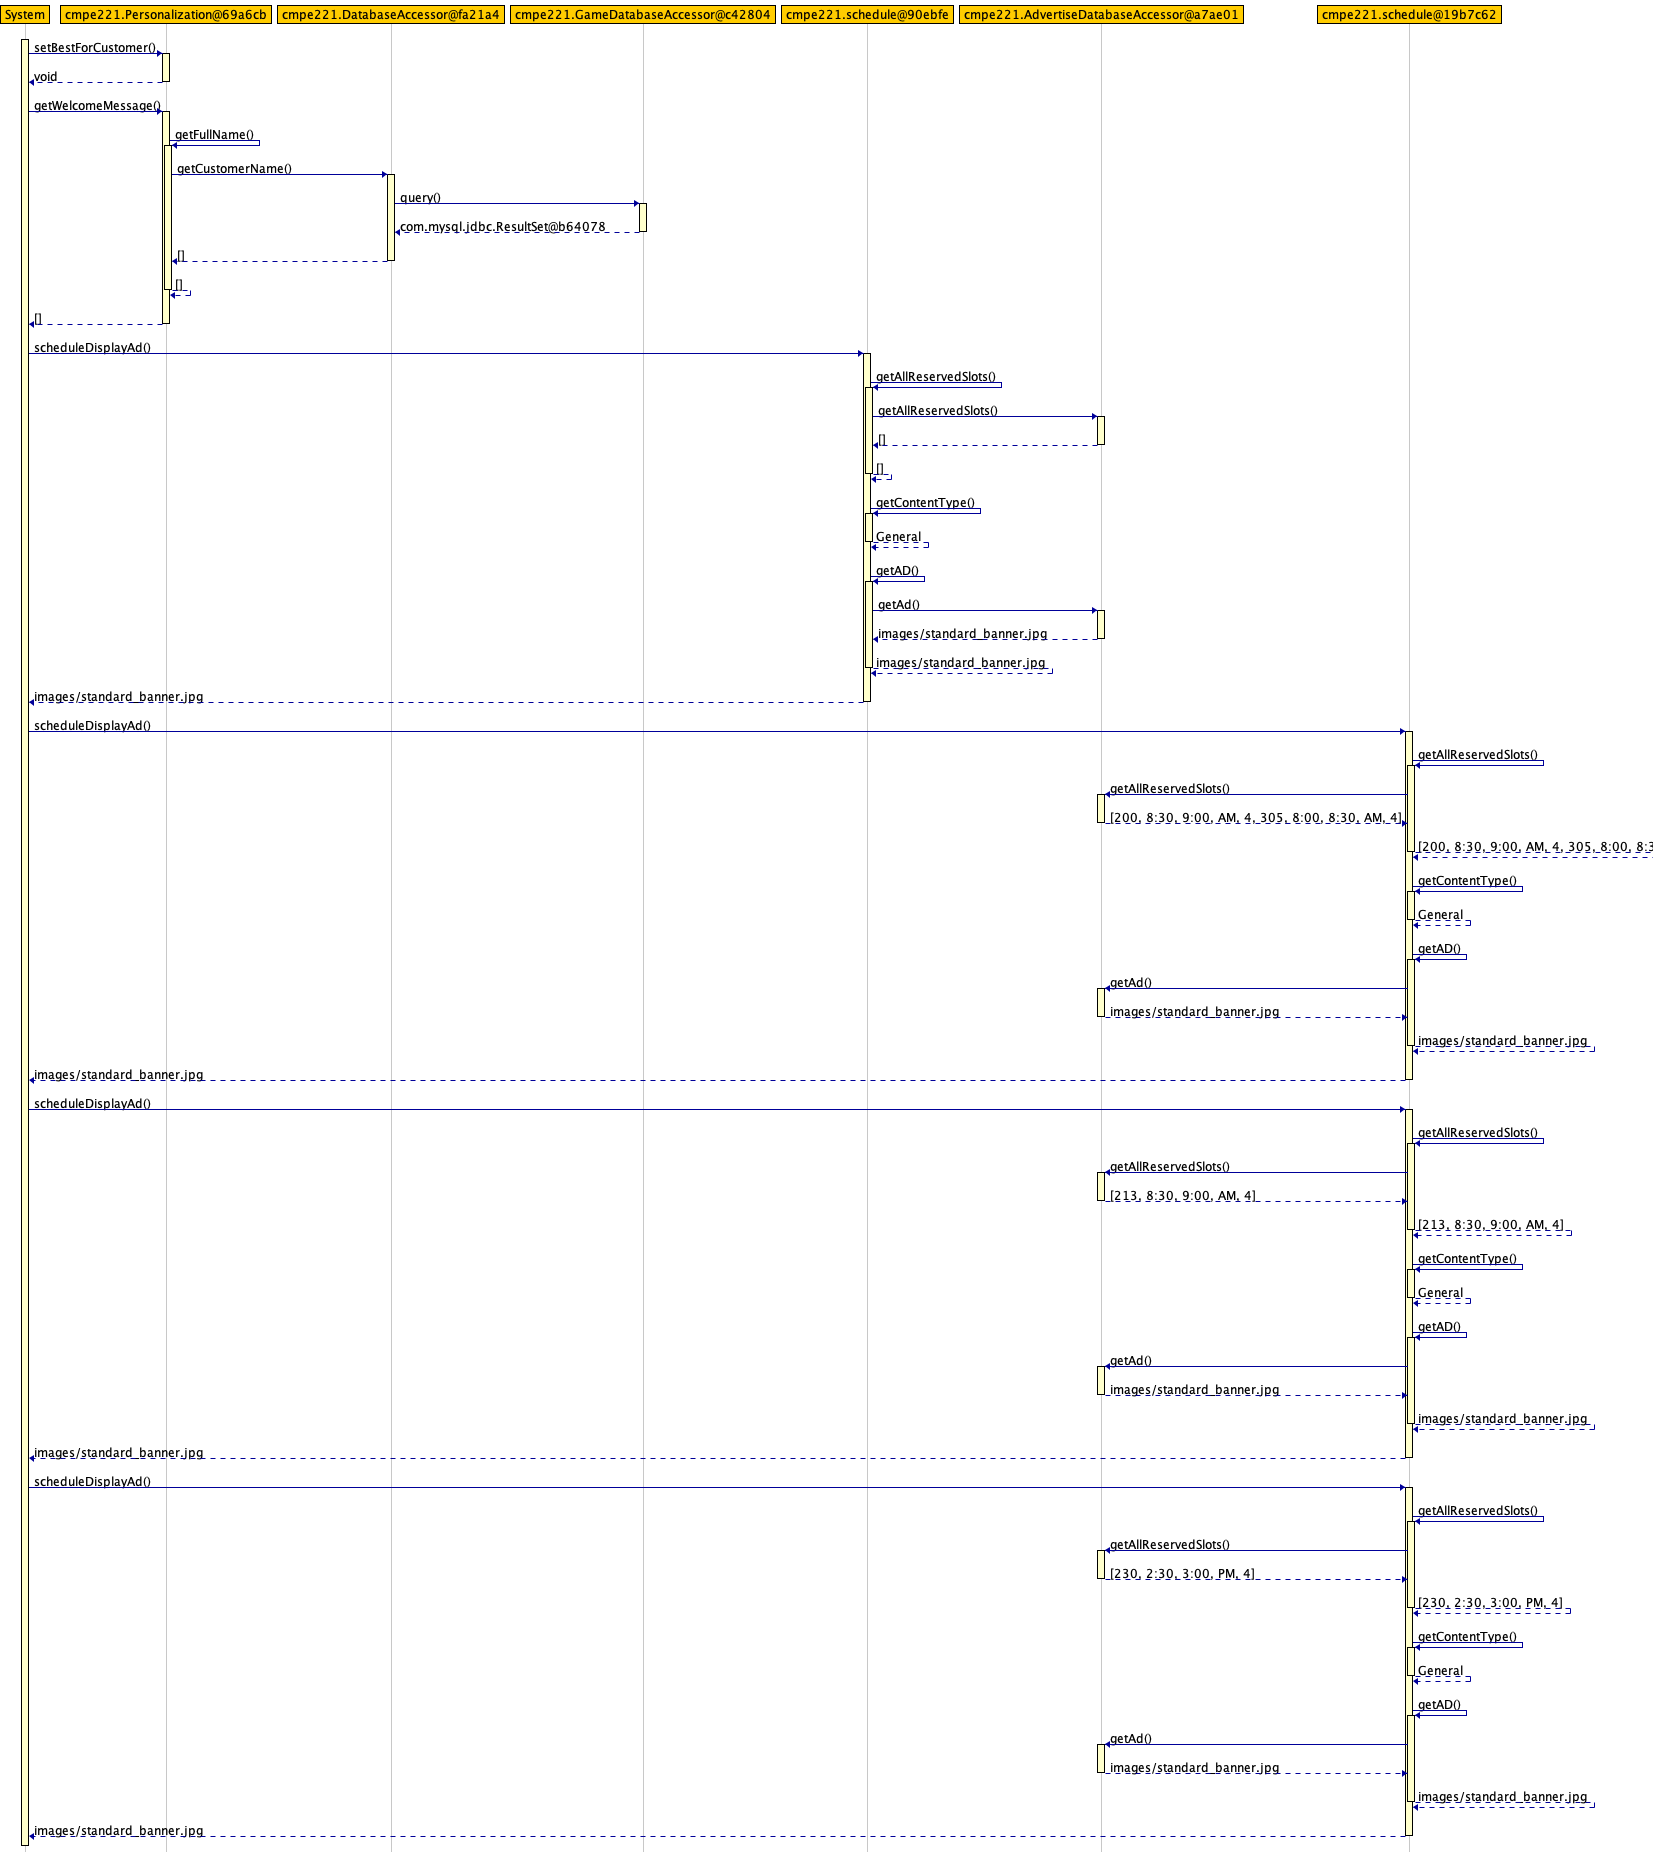 System
cmpe221.Personalization@69a6cb
cmpe221.DatabaseAccessor@fa21a4
cmpe221.GameDatabaseAccessor@c42804
cmpe221.schedule@90ebfe
cmpe221.AdvertiseDatabaseAccessor@a7ae01
cmpe221.schedule@19b7c62
setBestForCustomer()
void
getWelcomeMessage()
getFullName()
getCustomerName()
query()
com.mysql.jdbc.ResultSet@b64078
[]
[]
[]
scheduleDisplayAd()
getAllReservedSlots()
getAllReservedSlots()
[]
[]
getContentType()
General
getAD()
getAd()
images/standard_banner.jpg
images/standard_banner.jpg
images/standard_banner.jpg
scheduleDisplayAd()
getAllReservedSlots()
getAllReservedSlots()
[200, 8:30, 9:00, AM, 4, 305, 8:00, 8:30, AM, 4]
[200, 8:30, 9:00, AM, 4, 305, 8:00, 8:3
getContentType()
General
getAD()
getAd()
images/standard_banner.jpg
images/standard_banner.jpg
images/standard_banner.jpg
scheduleDisplayAd()
getAllReservedSlots()
getAllReservedSlots()
[213, 8:30, 9:00, AM, 4]
[213, 8:30, 9:00, AM, 4]
getContentType()
General
getAD()
getAd()
images/standard_banner.jpg
images/standard_banner.jpg
images/standard_banner.jpg
scheduleDisplayAd()
getAllReservedSlots()
getAllReservedSlots()
[230, 2:30, 3:00, PM, 4]
[230, 2:30, 3:00, PM, 4]
getContentType()
General
getAD()
getAd()
images/standard_banner.jpg
images/standard_banner.jpg
images/standard_banner.jpg